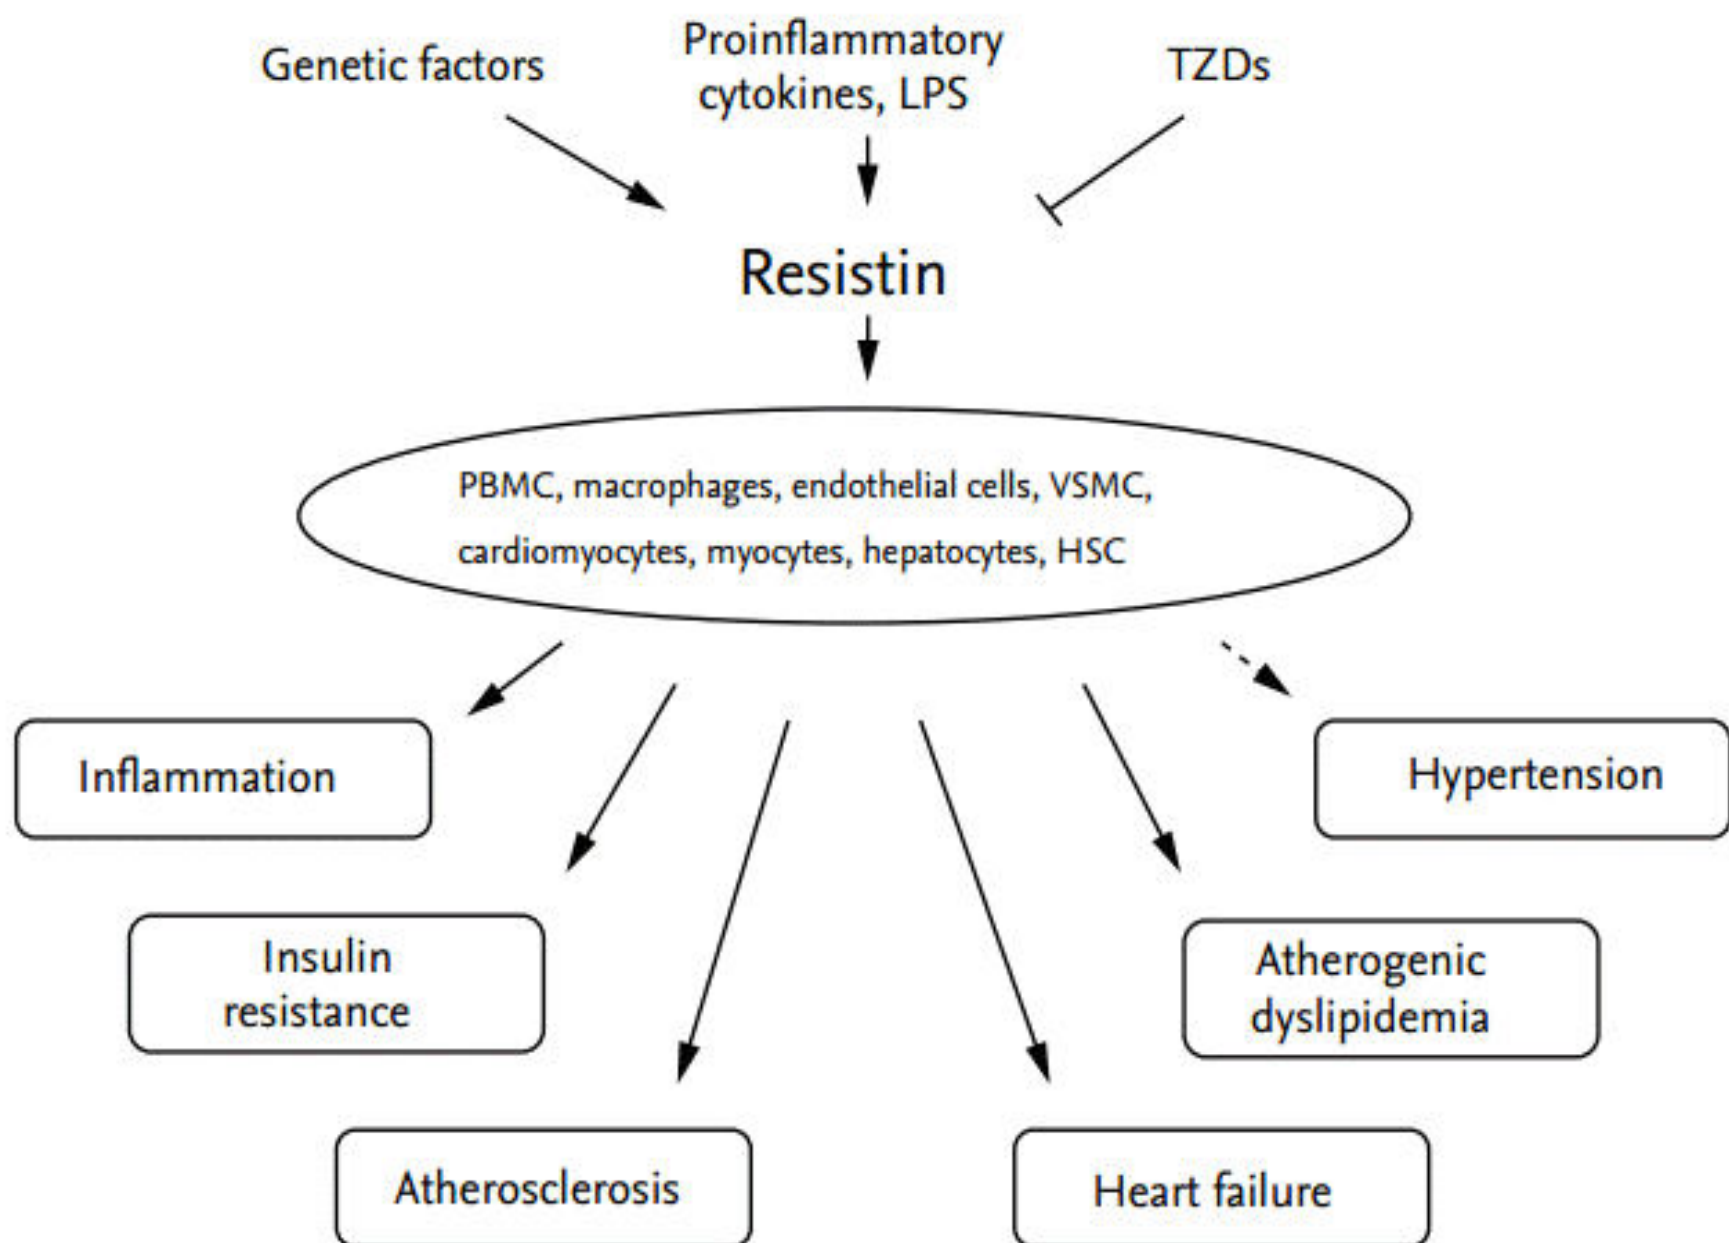 Genetic factors
Proinflammatory
cytokines, LPS
TZDs
Resistin
PBMC, macrophages, endothelial cells, VSMC,
cardiomyocytes, myocytes, hepatocytes, HSC
Inflammation
Hypertension
Insulin
resistance
Atherogenic
dyslipidemia
Atherosclerosis
Heart failure